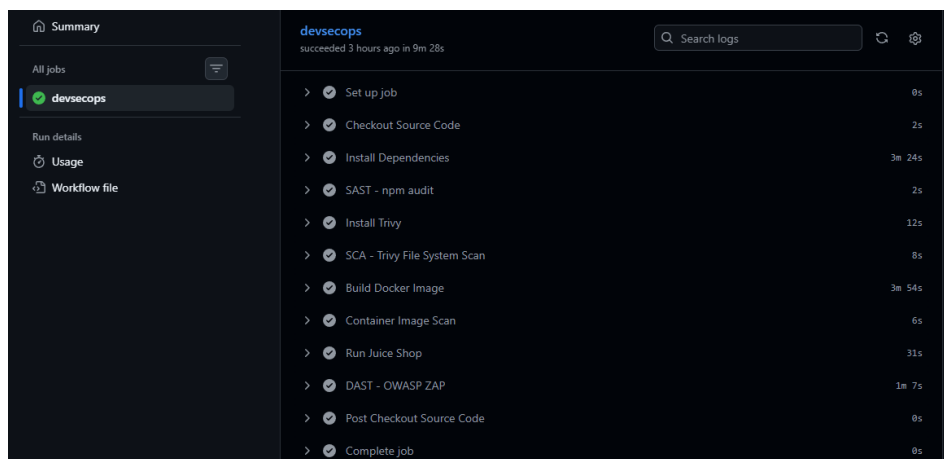 Summary
All jobs
devsecops
Run details
Usage
Workflow file
devsecops
succeeded 3 hours ago in 9m 28s
Search logs
Set up job 0s
Checkout Source Code 2s
Install Dependencies 3m 24s
SAST - npm audit 2s
Install Trivy 12s
SCA - Trivy File System Scan 8s
Build Docker Image 3m 54s
Container Image Scan 6s
Run Juice Shop 31s
DAST - OWASP ZAP 1m 7s
Post Checkout Source Code 0s
Complete job 0s